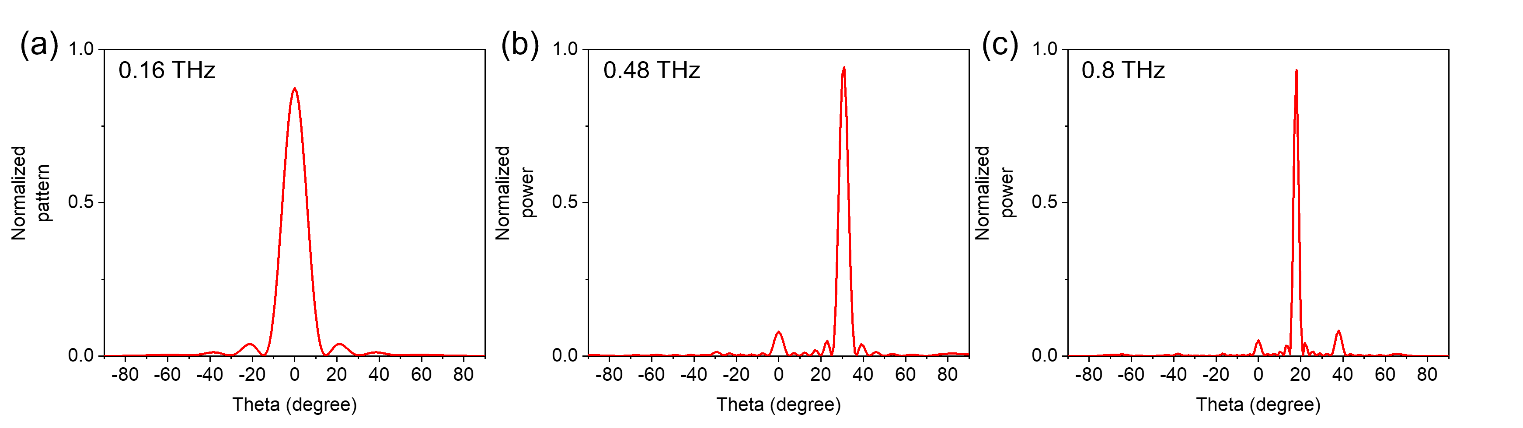 (a)
1.0
0.16 THz
0.5
0.0
Normalized
pattern
-80 -60 -40 -20 0 20 40 60 80
Theta (degree)
(b)
1.0
0.48 THz
0.5
0.0
Normalized
power
-80 -60 -40 -20 0 20 40 60 80
Theta (degree)
(c)
1.0
0.8 THz
0.5
0.0
Normalized
power
-80 -60 -40 -20 0 20 40 60 80
Theta (degree)